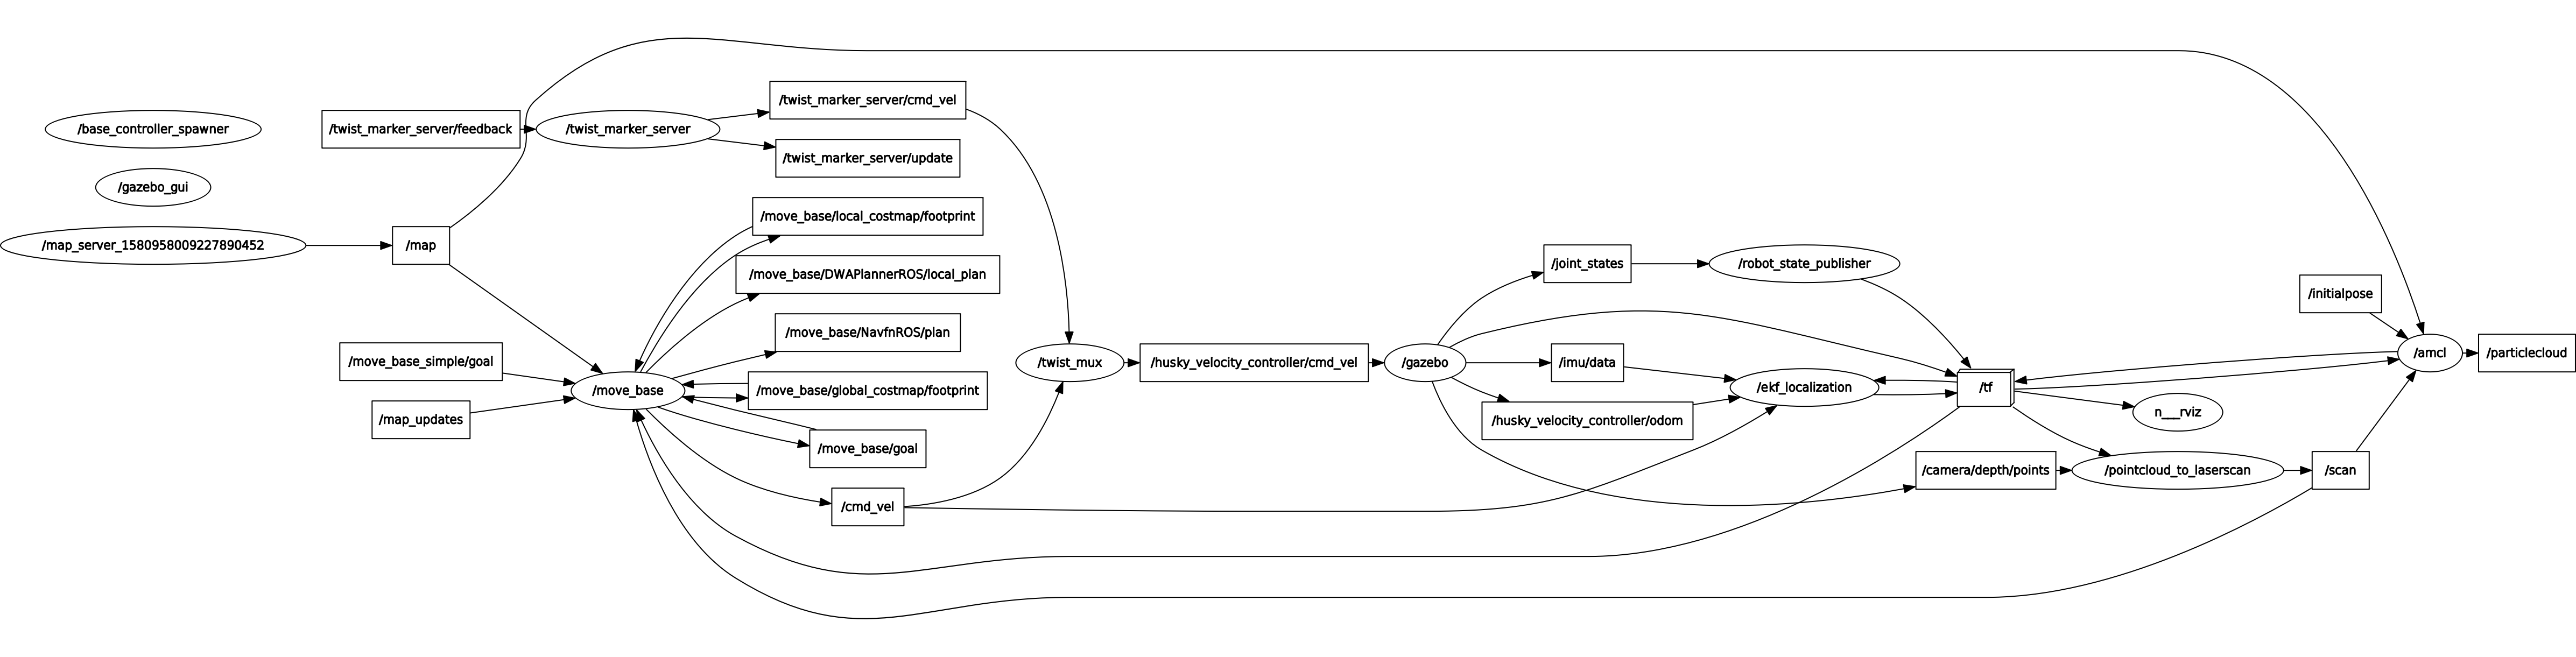 /base_controller_spawner
/gazebo_gui
/map_server_1580958009227890452
/twist_marker_server/feedback
/map
/move_base_simple/goal
/map_updates
/twist_marker_server
/move_base
/twist_marker_server/cmd_vel
/twist_marker_server/update
/move_base/local_costmap/footprint
/move_base/DWAPlannerROS/local_plan
/move_base/NavfnROS/plan
/move_base/global_costmap/footprint
/move_base/goal
/cmd_vel
/twist_mux
/husky_velocity_controller/cmd_vel
/gazebo
/joint_states
/imu/data
/husky_velocity_controller/odom
/robot_state_publisher
/ekf_localization
/tf
/camera/depth/points
n__rviz
/pointcloud_to_laserscan
/initialpose
/scan
/amcl
/particlecloud